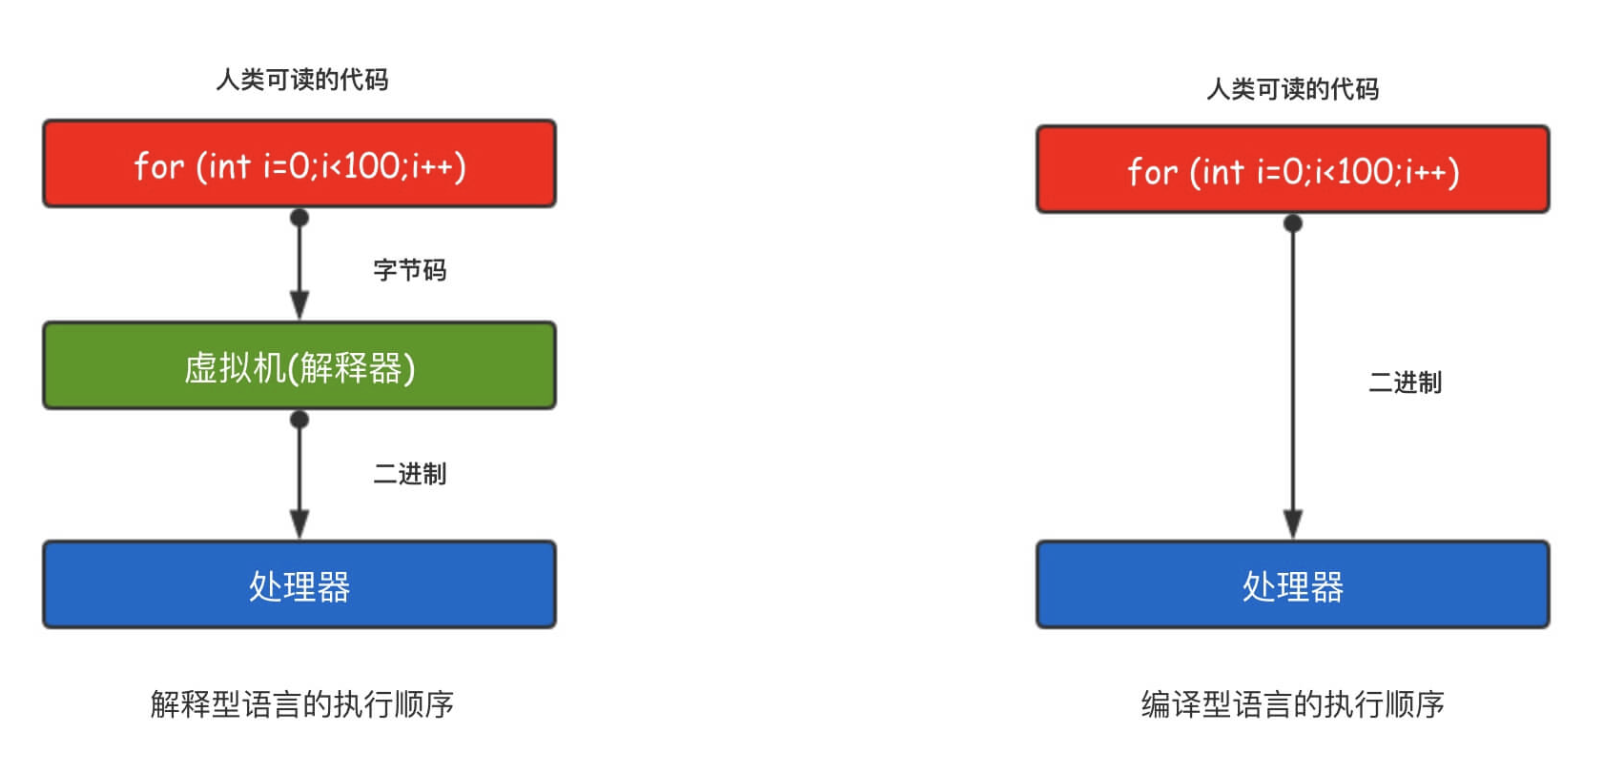 人类可读的代码
for (int i=0;i<100;i++)
字节码
虚拟机(解释器)
二进制
处理器
解释型语言的执行顺序
人类可读的代码
for (int i=0;i<100;i++)
二进制
处理器
编译型语言的执行顺序